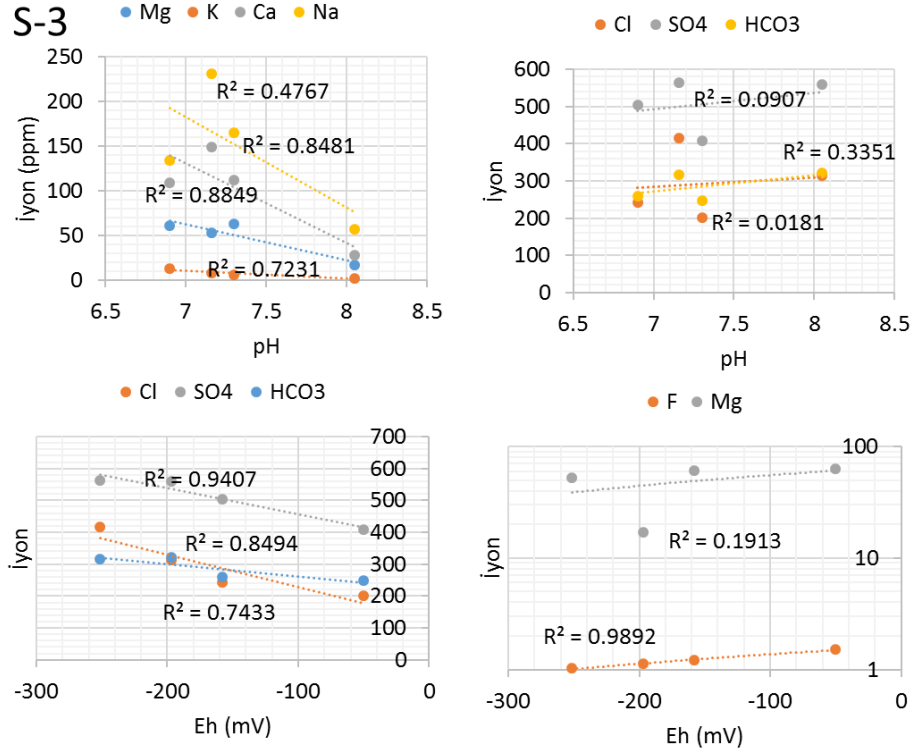 S-3
Mg K Ca Na
250
200
150
100
50
0
İyon (ppm)
R² = 0.4767
R² = 0.8481
R² = 0.8849
R² = 0.7231
6.5 7 7.5 8 8.5
pH
Cl SO4 HCO3
600
500
400
300
200
100
0
İyon
R² = 0.0907
R² = 0.3351
R² = 0.0181
6.5 7 7.5 8 8.5
pH
Cl SO4 HCO3
700
600
500
400
300
200
100
0
İyon
R² = 0.9407
R² = 0.8494
R² = 0.7433
-300 -200 -100 0
Eh (mV)
F Mg
100
10
1
İyon
R² = 0.1913
R² = 0.9892
-300 -200 -100 0
Eh (mV)